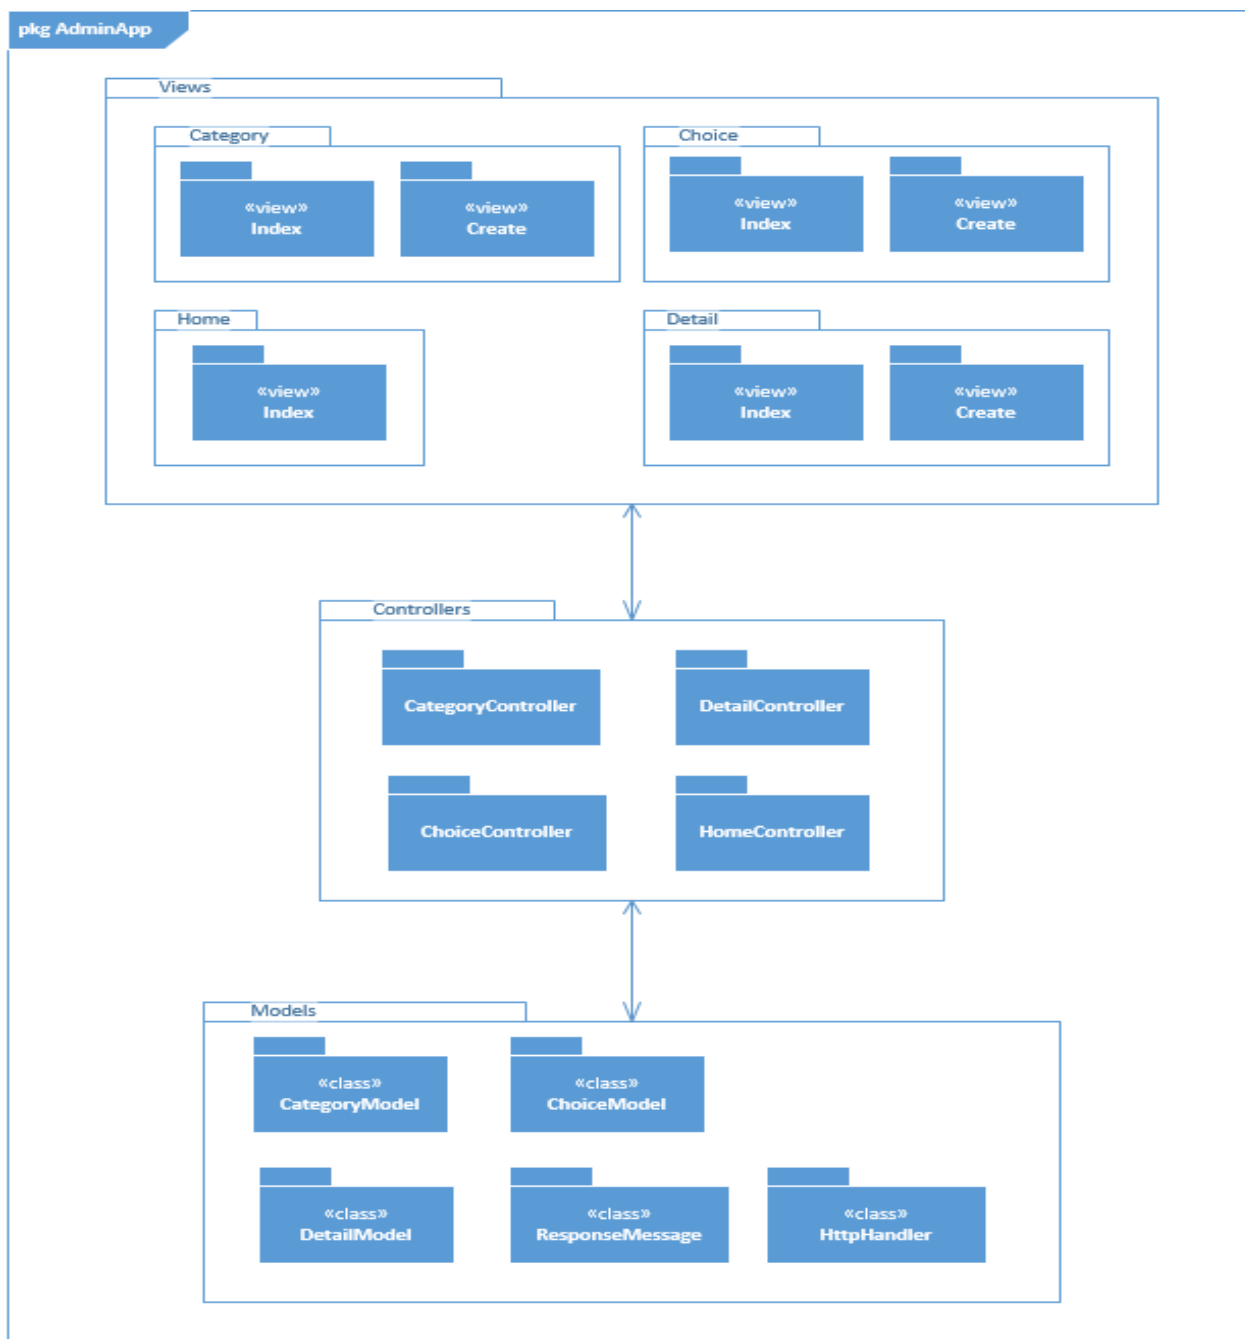 pkg AdminApp
Views
Category
Choice
«view»
Index
«view»
Create
«view»
Index
«view»
Create
Home
Detail
«view»
Index
«view»
Index
«view»
Create
Controllers
CategoryController
DetailController
ChoiceController
HomeController
Models
«class»
CategoryModel
«class»
ChoiceModel
«class»
DetailModel
«class»
ResponseMessage
«class»
HttpHandler